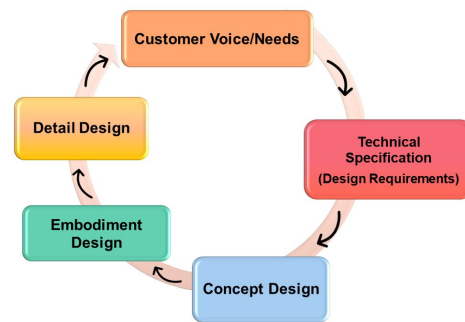 Customer Voice/Needs
Technical
Specification
(Design Requirements)
Concept Design
Embodiment
Design
Detail Design